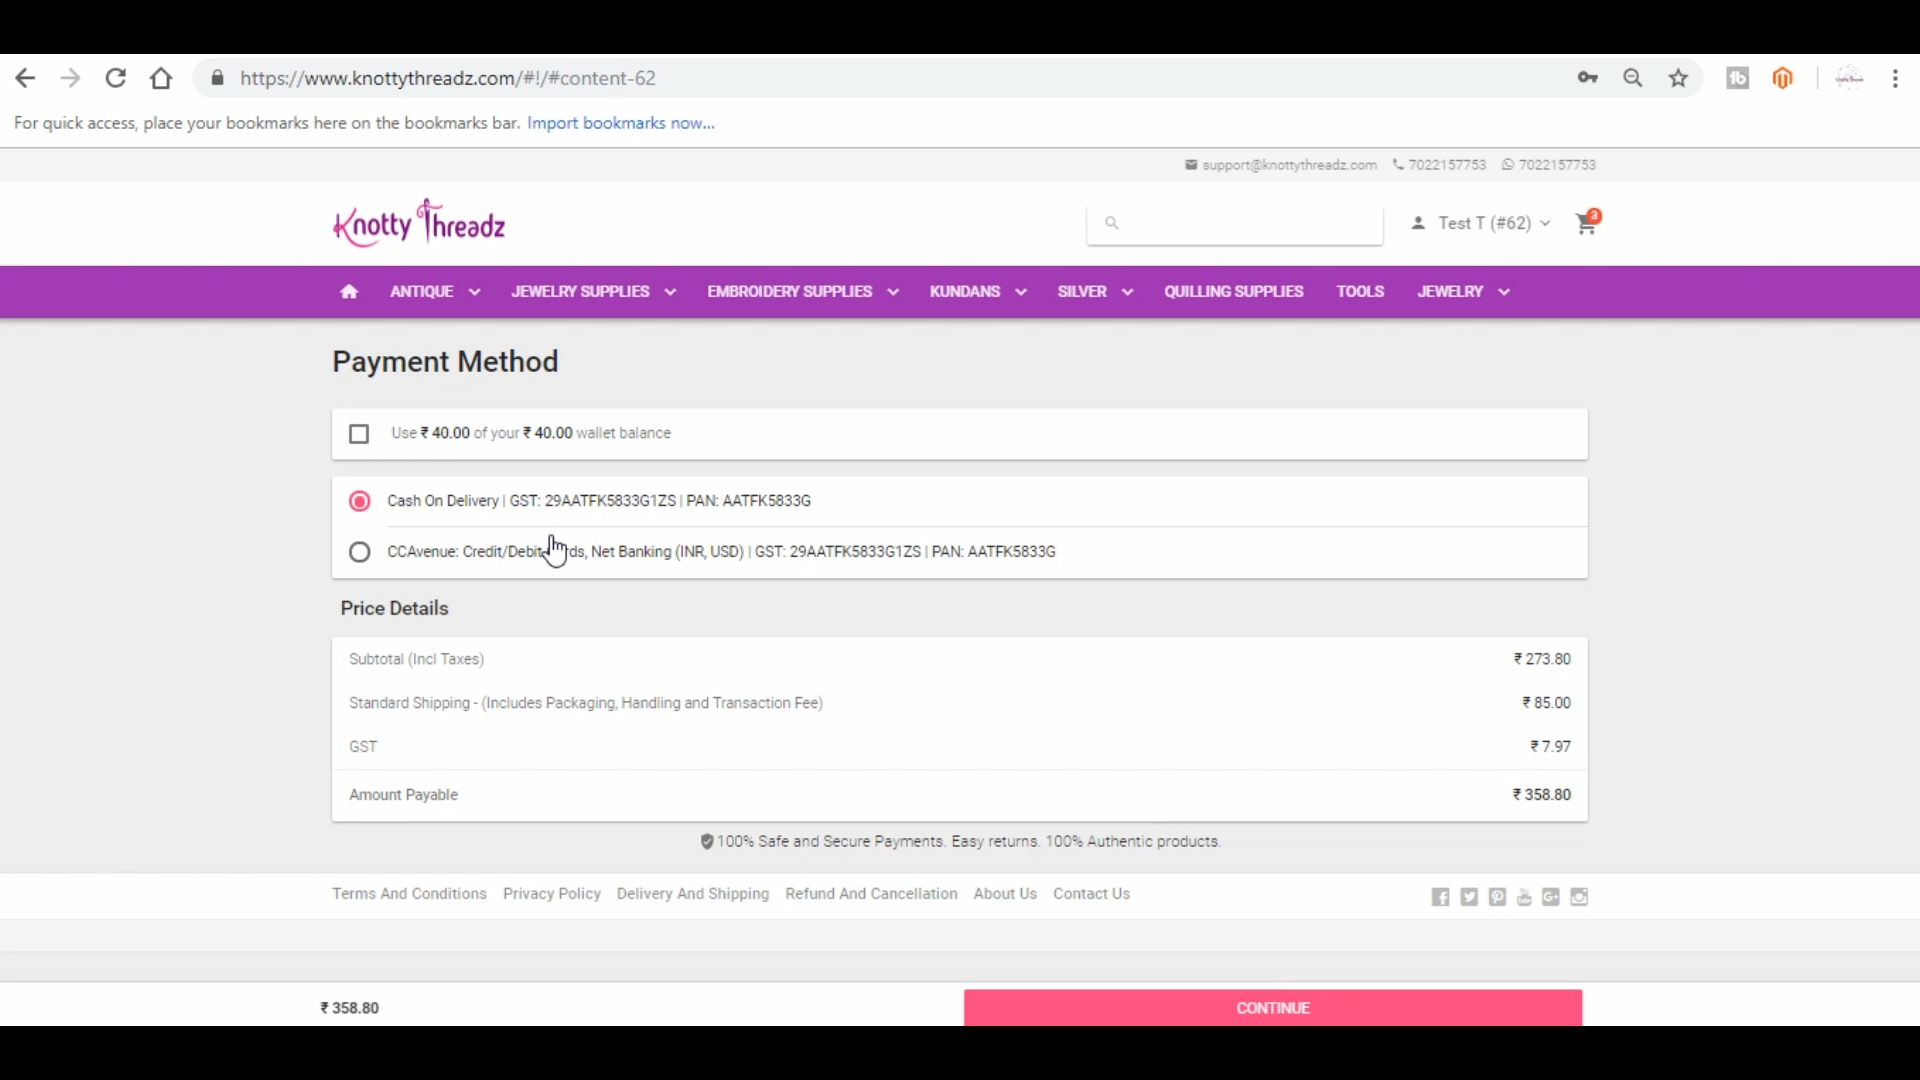 https://www.knottythreadz.com/#!/#content-62
For quick access, place your bookmarks here on the bookmarks bar. Import bookmarks now...
support@knottythreadz.com 7022157753 7022157753
Knotty Threadz
Test T (#62) 3
ANTIQUE JEWELRY SUPPLIES EMBROIDERY SUPPLIES KUNDANS SILVER QUILLING SUPPLIES TOOLS JEWELRY
Payment Method
Use ₹ 40.00 of your ₹ 40.00 wallet balance
Cash On Delivery | GST: 29AATFK5833G1ZS | PAN: AATFK5833G
CCAvenue: Credit/Debit Net Banking (INR, USD) | GST: 29AATFK5833G1ZS | PAN: AATFK5833G
Price Details
Subtotal (Incl Taxes) ₹ 273.80
Standard Shipping - (Includes Packaging, Handling and Transaction Fee) ₹ 85.00
GST ₹ 7.97
Amount Payable ₹ 358.80
100% Safe and Secure Payments. Easy returns. 100% Authentic products.
Terms And Conditions Privacy Policy Delivery And Shipping Refund And Cancellation About Us Contact Us
₹ 358.80 CONTINUE